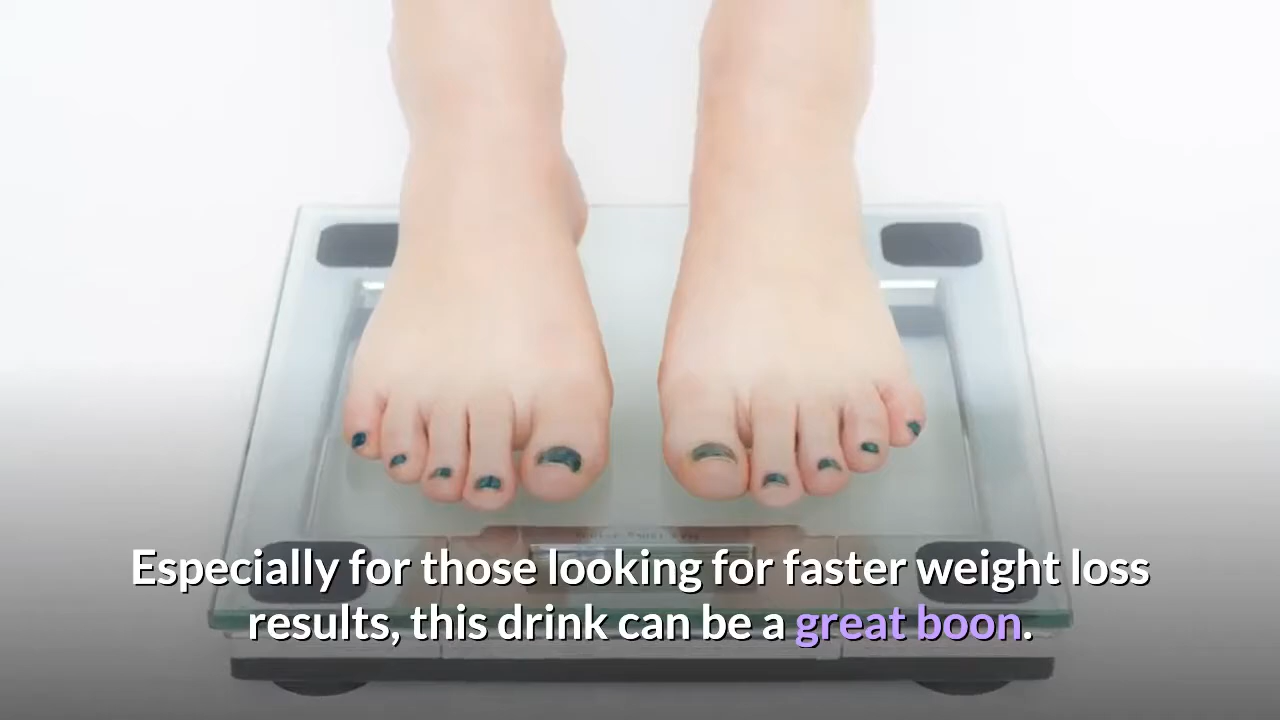 Especially for those looking for faster weight loss
results, this drink can be a great boon.